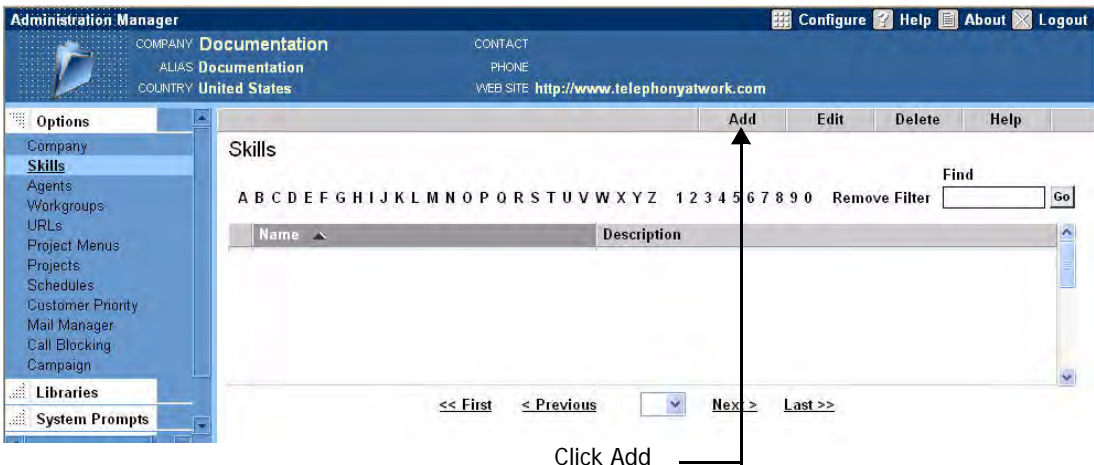 Administration Manager
Configure ? Help About Logout
COMPANY Documentation
CONTACT
ALIAS Documentation
PHONE
COUNTRY United States
WEB SITE http://www.telephonyatwork.com
Options
Company
Skills
Agents
Workgroups
URLs
Project Menus
Projects
Schedules
Customer Priority
Mail Manager
Call Blocking
Campaign
Libraries
System Prompts
Add Edit Delete Help
Skills
Find
A B C D E F G H I J K L M N O P Q R S T U V W X Y Z 1 2 3 4 5 6 7 8 9 0 Remove Filter Go
Name Description
<< First < Previous Next > Last >>
Click Add